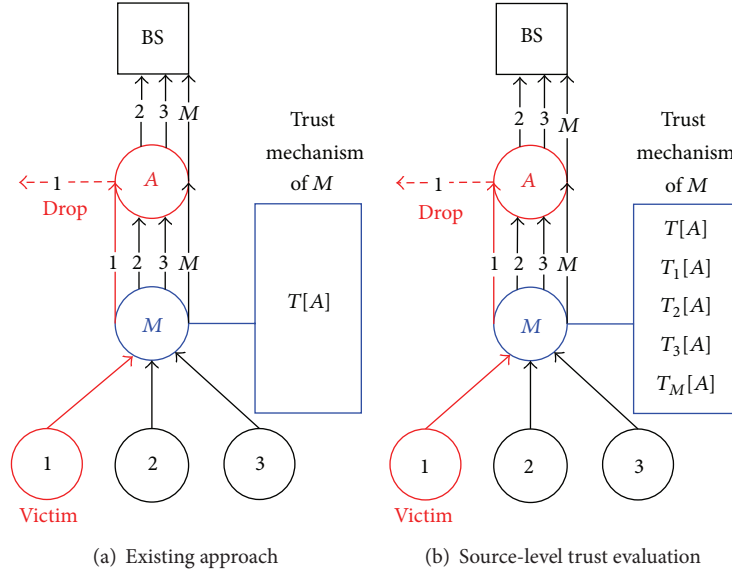 BS
2 3 M
Trust
mechanism
of M
A
1
Drop
1 2 3 M
T[A]
M
1
2
3
Victim
(a) Existing approach
BS
2 3 M
Trust
mechanism
of M
A
1
Drop
1 2 3 M
T[A]
T₁[A]
T₂[A]
T₃[A]
T_M[A]
M
1
2
3
Victim
(b) Source-level trust evaluation